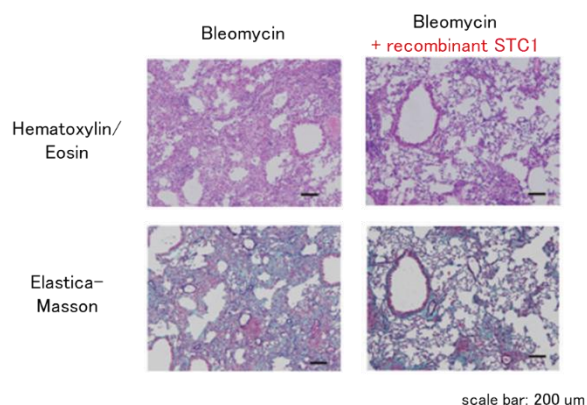 Bleomycin
Bleomycin
+ recombinant STC1
Hematoxylin/
Eosin
Elastica-
Masson
scale bar: 200 um